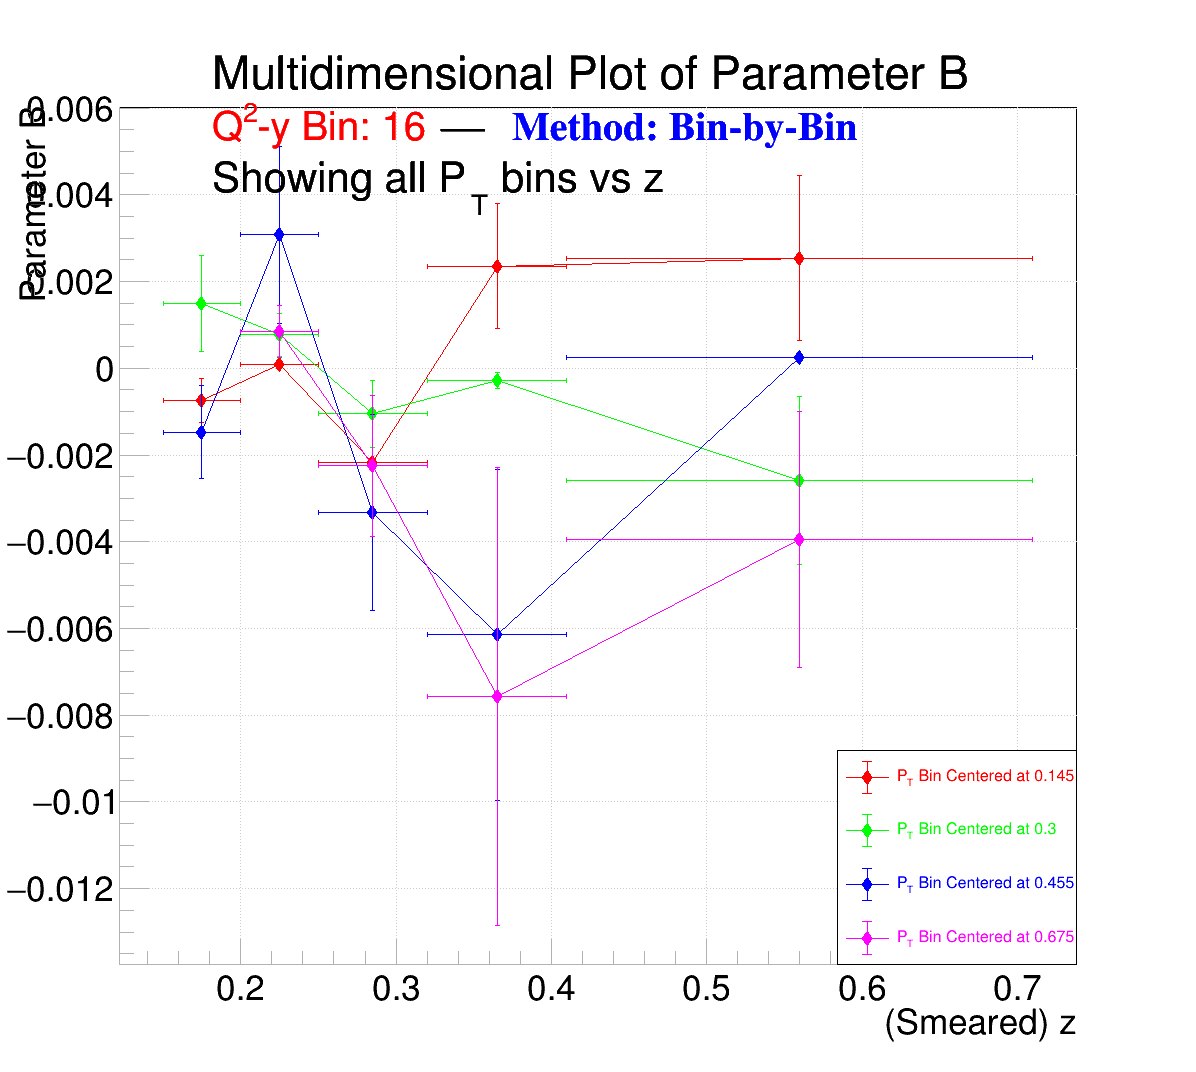 Multidimensional Plot of Parameter B
Q2-y Bin: 16 — Method: Bin-by-Bin
Showing all PT bins vs z
Parameter B
0.006
0.004
0.002
0
−0.002
−0.004
−0.006
−0.008
−0.01
−0.012
PT Bin Centered at 0.145
PT Bin Centered at 0.3
PT Bin Centered at 0.455
PT Bin Centered at 0.675
0.2 0.3 0.4 0.5 0.6 0.7
(Smeared) z